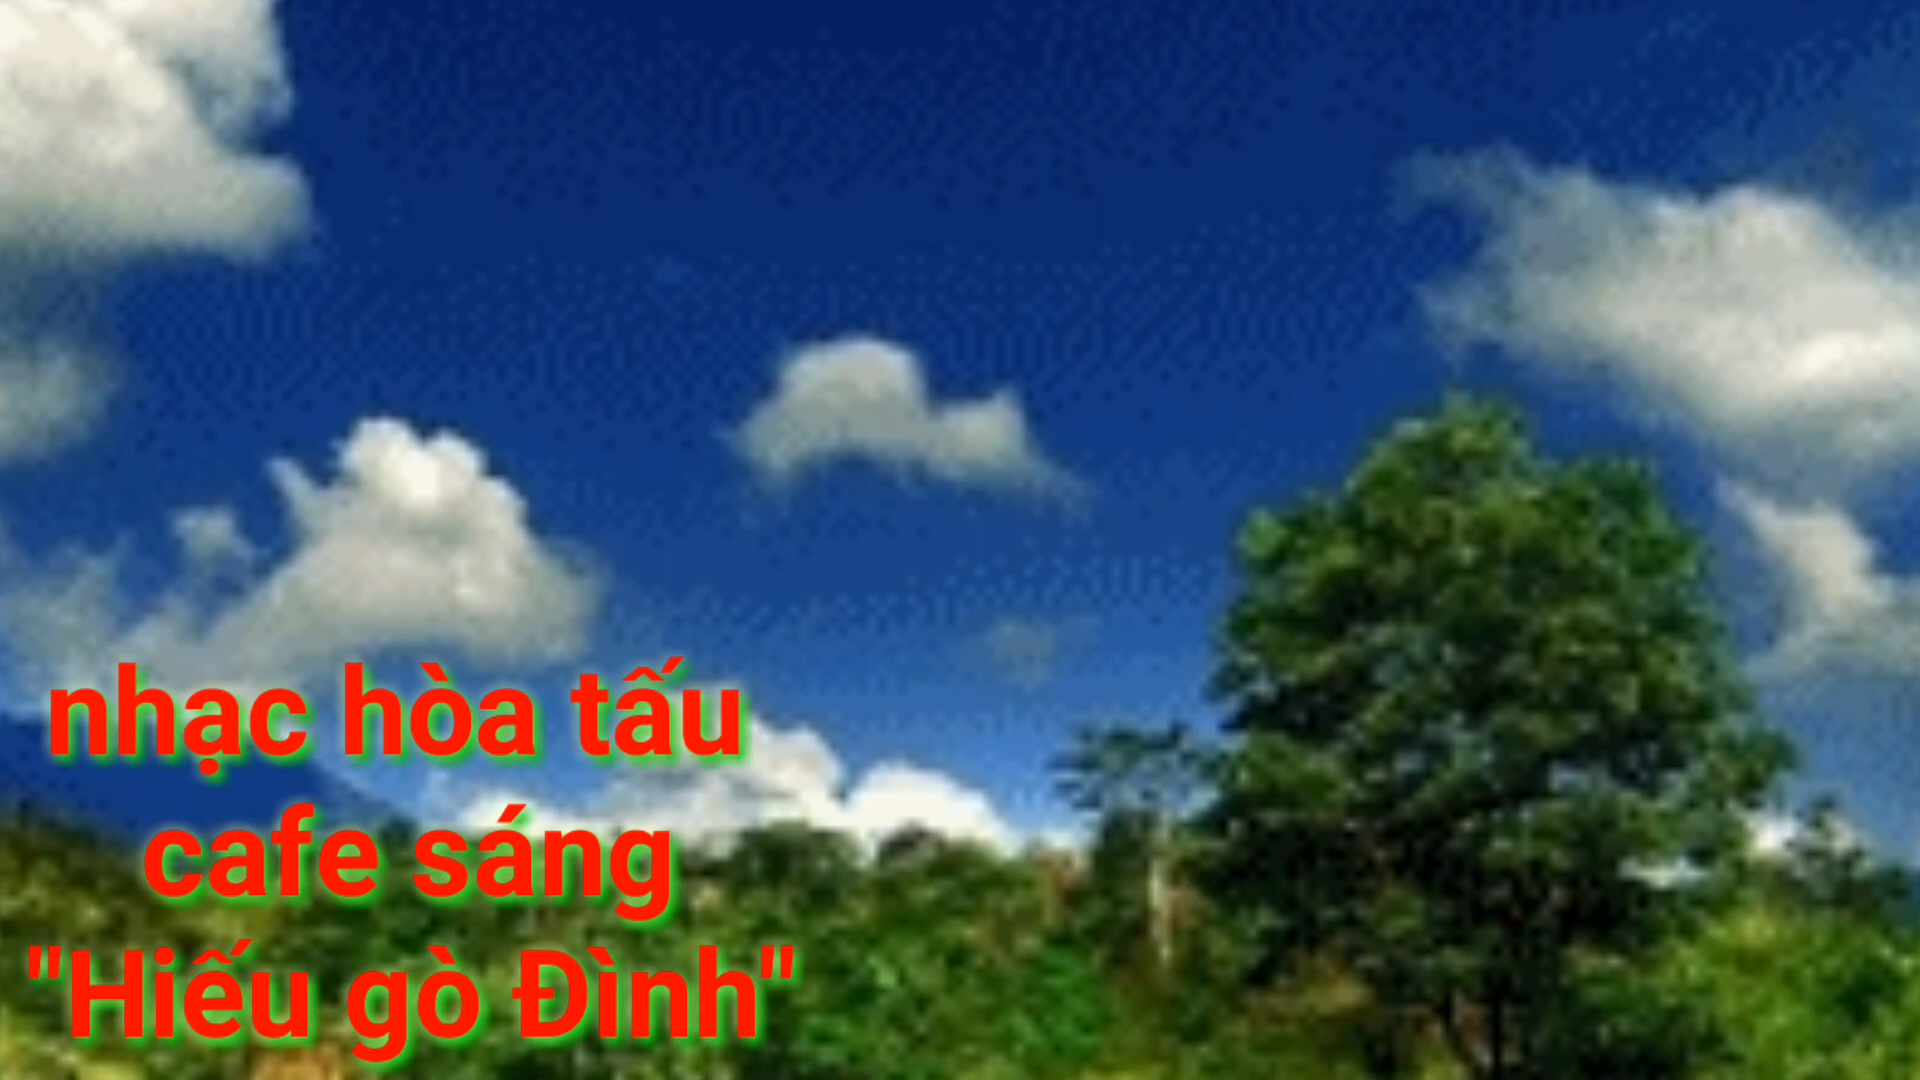 nhạc hòa tấu
cafe sáng
"Hiếu gò Đình"